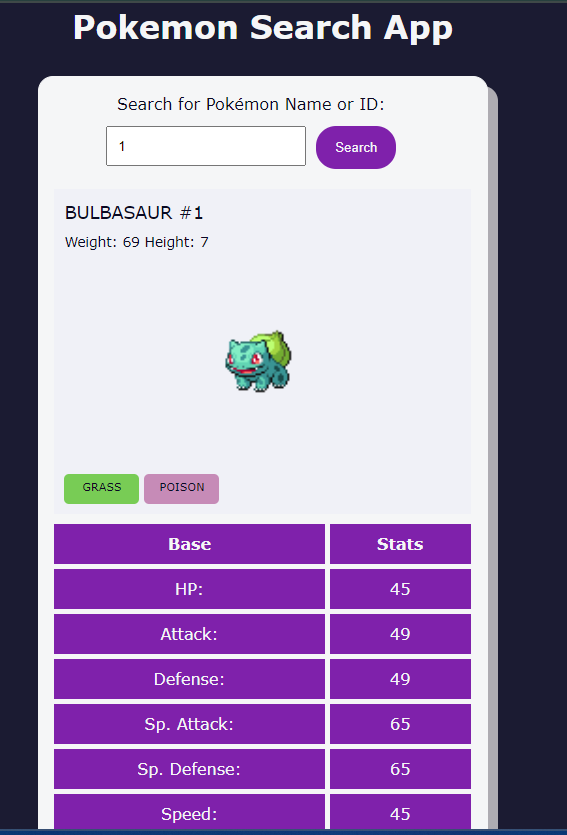 Pokemon Search App
Search for Pokémon Name or ID:
1 Search
BULBASAUR #1
Weight: 69 Height: 7
GRASS POISON
Base Stats
HP: 45
Attack: 49
Defense: 49
Sp. Attack: 65
Sp. Defense: 65
Speed: 45